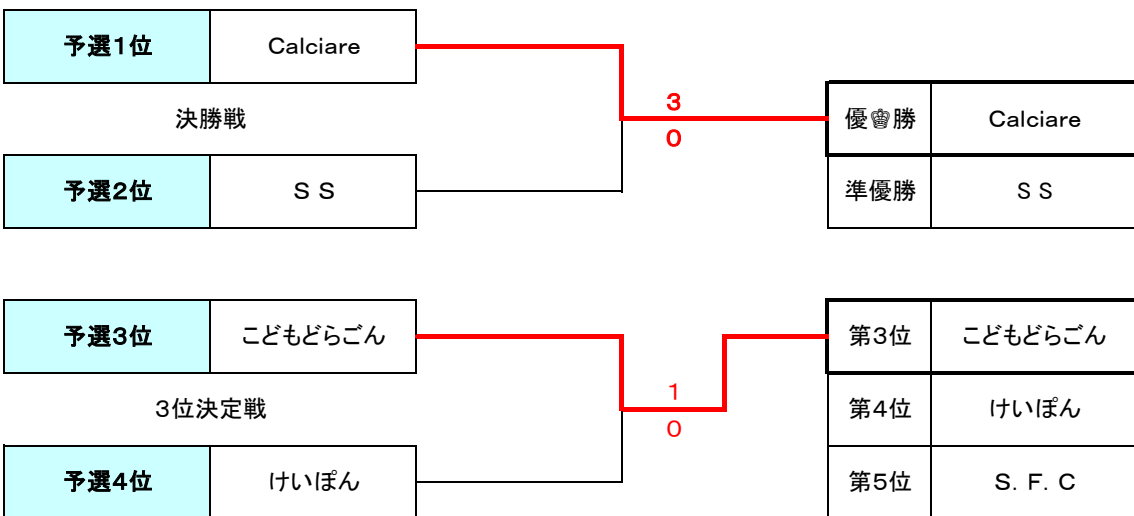 予選1位 Calciare
決勝戦
3
0
優♚勝 Calciare
予選2位 S S
準優勝 S S
予選3位 こどもどらごん
第3位 こどもどらごん
3位決定戦
1
0
第4位 けいぽん
予選4位 けいぽん
第5位 S. F. C